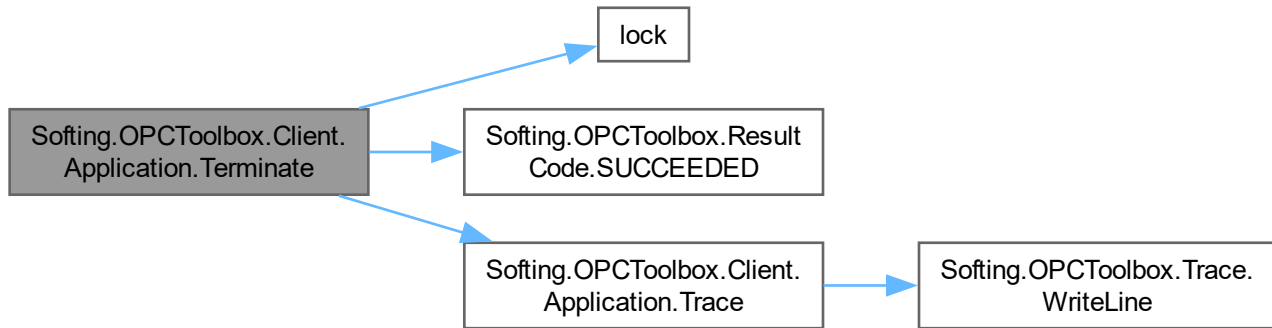 lock
Softing.OPCToolbox.Client.
Application.Terminate
Softing.OPCToolbox.Result
Code.SUCCEEDED
Softing.OPCToolbox.Client.
Application.Trace
Softing.OPCToolbox.Trace.
WriteLine